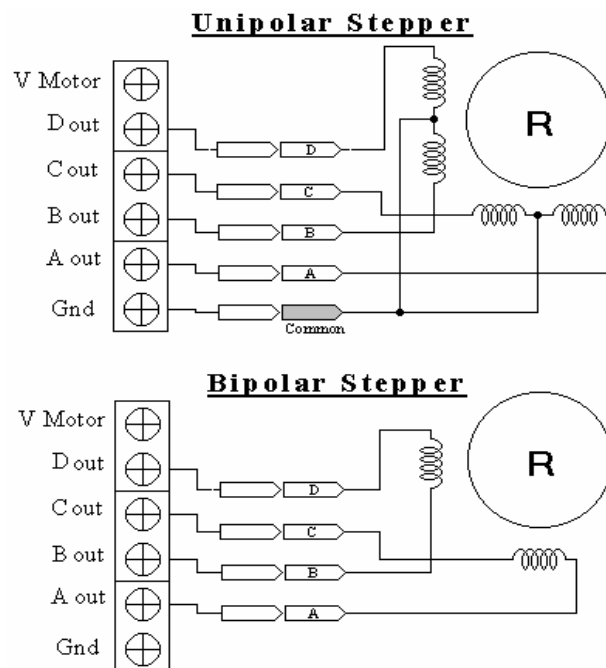 Unipolar Stepper
V Motor
D out
D
C out
C
R
B out
B
A out
A
Gnd
Common
Bipolar Stepper
V Motor
D out
D
C out
C
R
B out
B
A out
A
Gnd